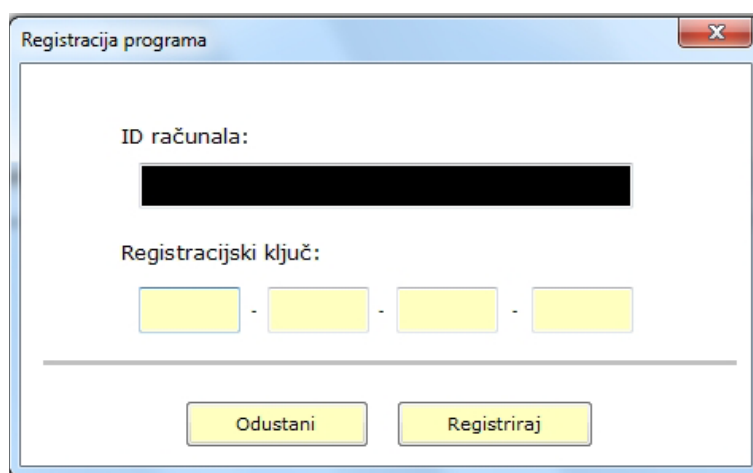 Registracija programa
ID računala:
Registracijski ključ:
- - -
Odustani Registriraj